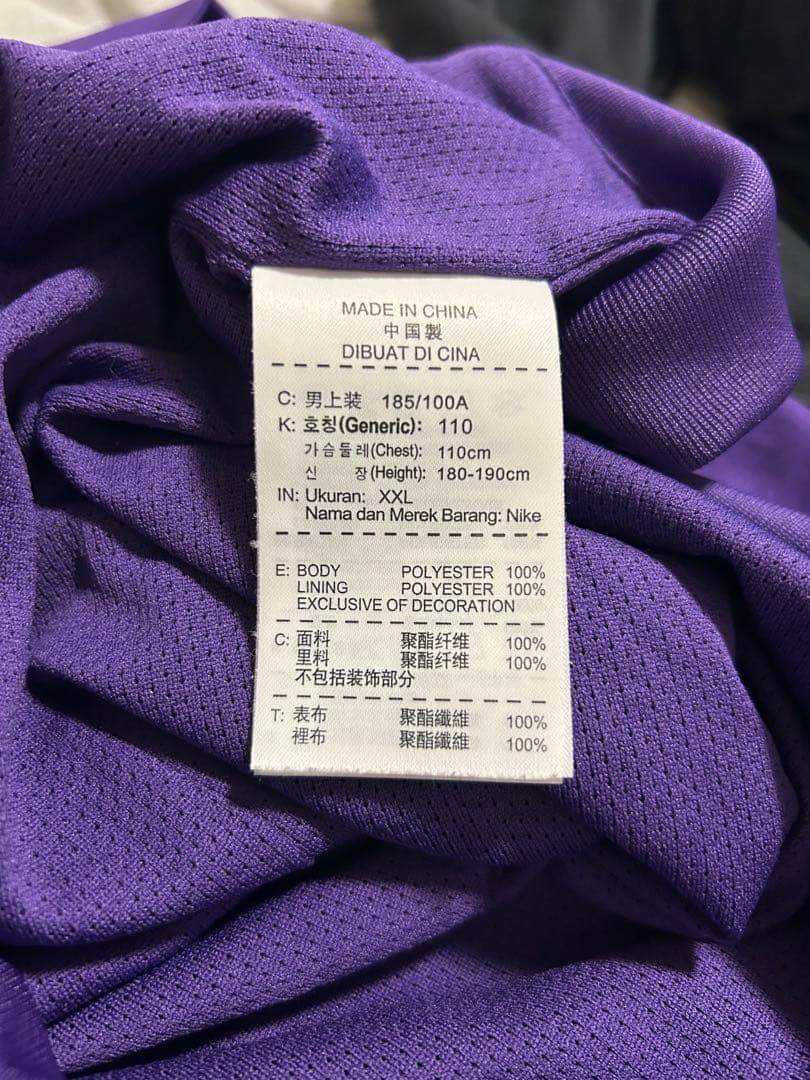 MADE IN CHINA
中国製
DIBUAT DI CINA
C: 男上装 185/100A
K: 호칭(Generic): 110
가슴둘레(Chest): 110cm
신 장(Height): 180-190cm
IN: Ukuran: XXL
Nama dan Merek Barang: Nike
E: BODY POLYESTER 100%
LINING POLYESTER 100%
EXCLUSIVE OF DECORATION
C: 面料 聚酯纤维 100%
里料 聚酯纤维 100%
不包括装饰部分
T: 表布 聚酯纖維 100%
裡布 聚酯纖維 100%